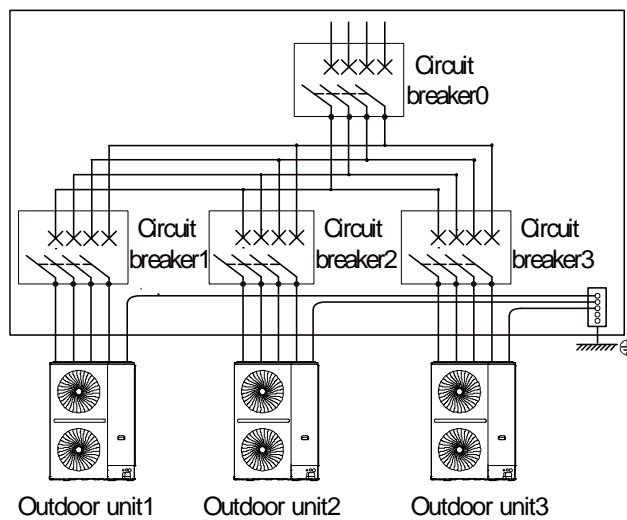 Circuit
breaker0
Circuit
breaker1
Circuit
breaker2
Circuit
breaker3
Outdoor unit1
Outdoor unit2
Outdoor unit3